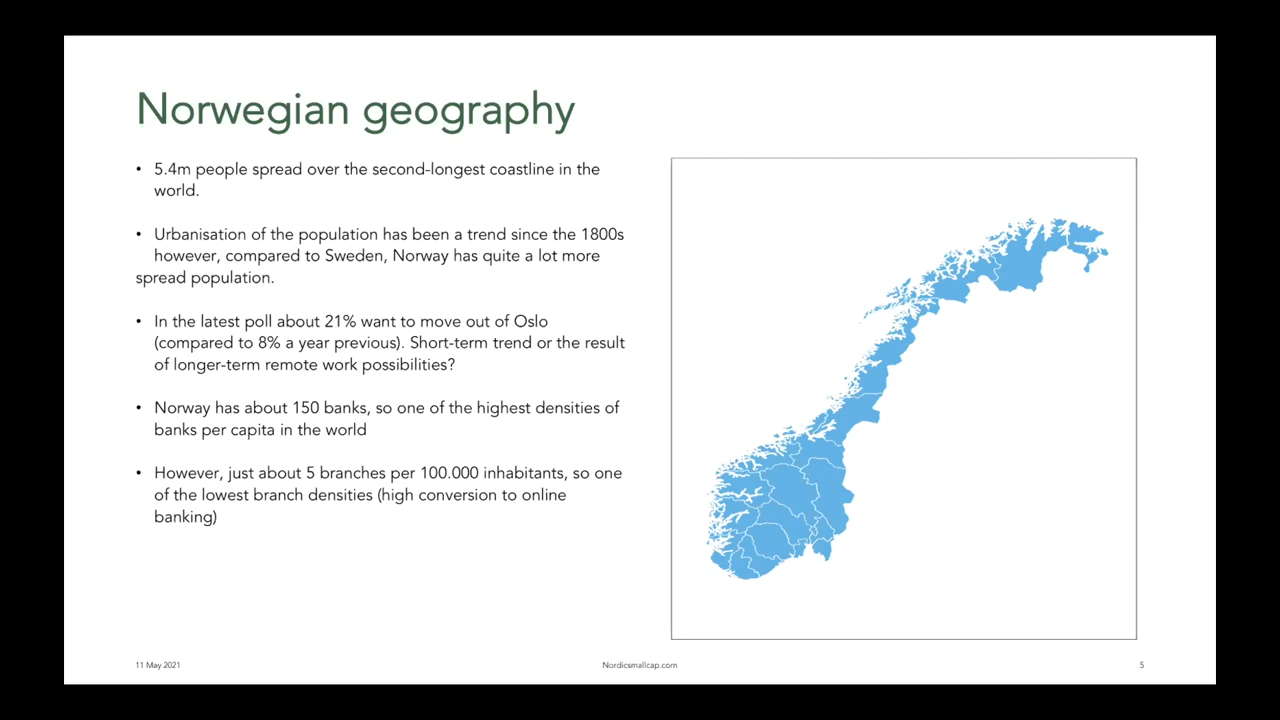 Norwegian geography
• 5.4m people spread over the second-longest coastline in the
world.
• Urbanisation of the population has been a trend since the 1800s
however, compared to Sweden, Norway has quite a lot more
spread population.
• In the latest poll about 21% want to move out of Oslo
(compared to 8% a year previous). Short-term trend or the result
of longer-term remote work possibilities?
• Norway has about 150 banks, so one of the highest densities of
banks per capita in the world
• However, just about 5 branches per 100.000 inhabitants, so one
of the lowest branch densities (high conversion to online
banking)
11 May 2021
Nordicsmallcap.com
5